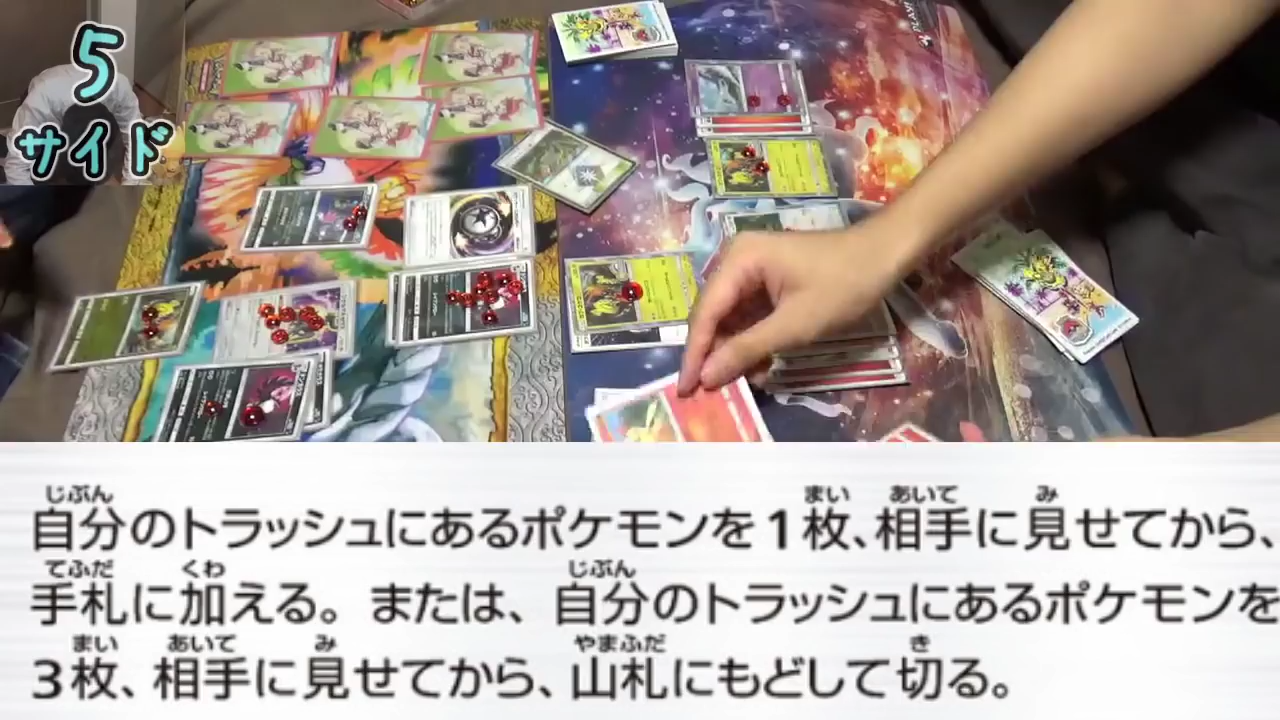 5
サイド
自分のトラッシュにあるポケモンを1枚、相手に見せてから、
手札に加える。または、自分のトラッシュにあるポケモンを
3枚、相手に見せてから、山札にもどして切る。